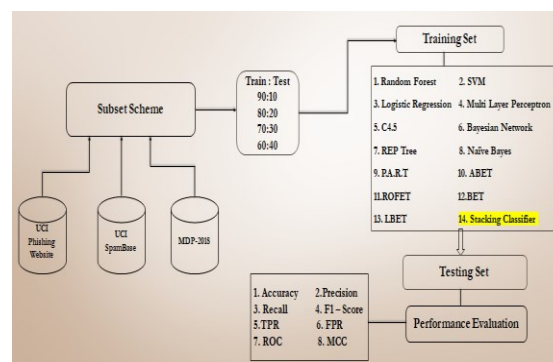 Training Set
Train : Test
90:10
80:20
70:30
60:40
Subset Scheme
1. Random Forest 2. SVM
3. Logistic Regression 4. Multi Layer Perceptron
5. C4.5 6. Bayesian Network
7. REP Tree 8. Naïve Bayes
9. P.A.R.T 10. ABET
11.ROFET 12.BET
13. LBET 14. Stacking Classifier
UCI
Phishing
Website
UCI
SpamBase
MDP-2018
Testing Set
1. Accuracy 2.Precision
3. Recall 4. F1 – Score
5.TPR 6. FPR
7. ROC 8. MCC
Performance Evaluation